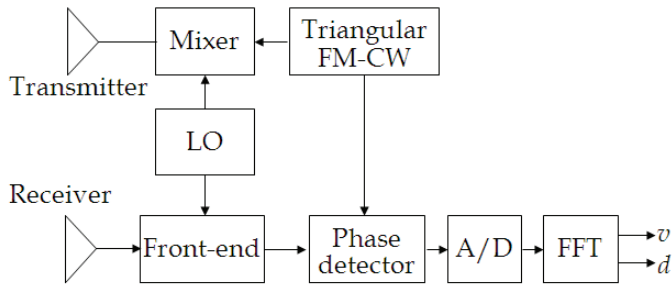 Mixer
Triangular
FM-CW
Transmitter
LO
Receiver
Front-end
Phase
detector
A/D
FFT
v
d